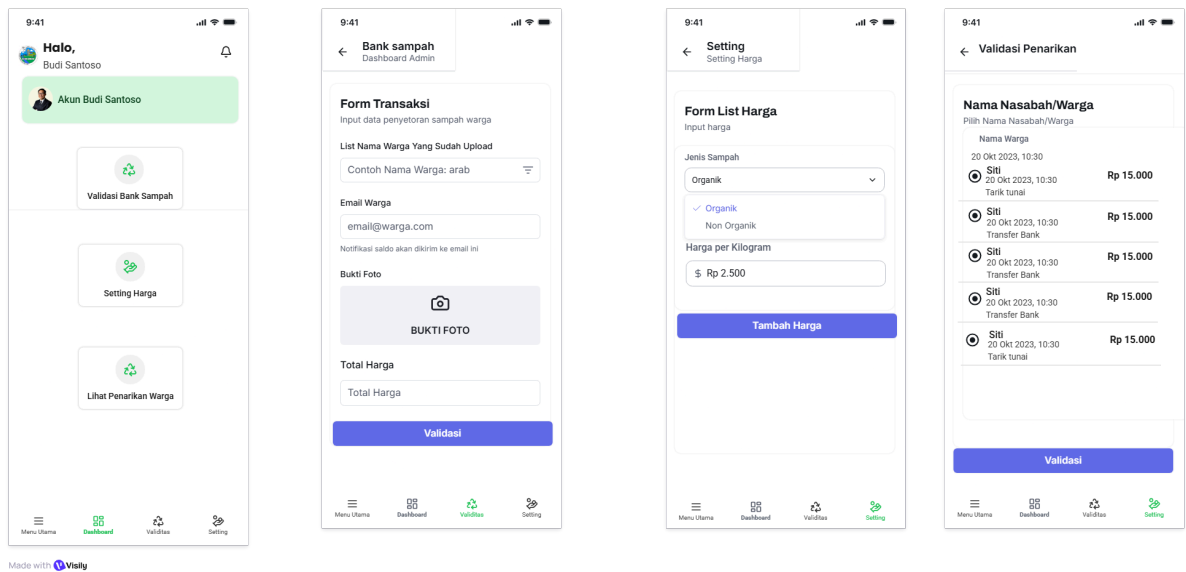 9:41
Halo,
Budi Santoso
Akun Budi Santoso
Validasi Bank Sampah
Setting Harga
Lihat Penarikan Warga
Menu Utama
Dashboard
Validitas
Setting
9:41
Bank sampah
Dashboard Admin
Form Transaksi
Input data penyetoran sampah warga
List Nama Warga Yang Sudah Upload
Contoh Nama Warga: arab
Email Warga
email@warga.com
Notifikasi saldo akan dikirim ke email ini
Bukti Foto
BUKTI FOTO
Total Harga
Total Harga
Validasi
Menu Utama
Dashboard
Validitas
Setting
9:41
Setting
Setting Harga
Form List Harga
Input harga
Jenis Sampah
Organik
Organik
Non Organik
Harga per Kilogram
$ Rp 2.500
Tambah Harga
Menu Utama
Dashboard
Validitas
Setting
9:41
Validasi Penarikan
Nama Nasabah/Warga
Pilih Nama Nasabah/Warga
Nama Warga
20 Okt 2023, 10:30
Siti
20 Okt 2023, 10:30
Tarik tunai
Rp 15.000
Siti
20 Okt 2023, 10:30
Transfer Bank
Rp 15.000
Siti
20 Okt 2023, 10:30
Transfer Bank
Rp 15.000
Siti
20 Okt 2023, 10:30
Transfer Bank
Rp 15.000
Siti
20 Okt 2023, 10:30
Tarik tunai
Rp 15.000
Validasi
Menu Utama
Dashboard
Validitas
Setting
Made with Visily